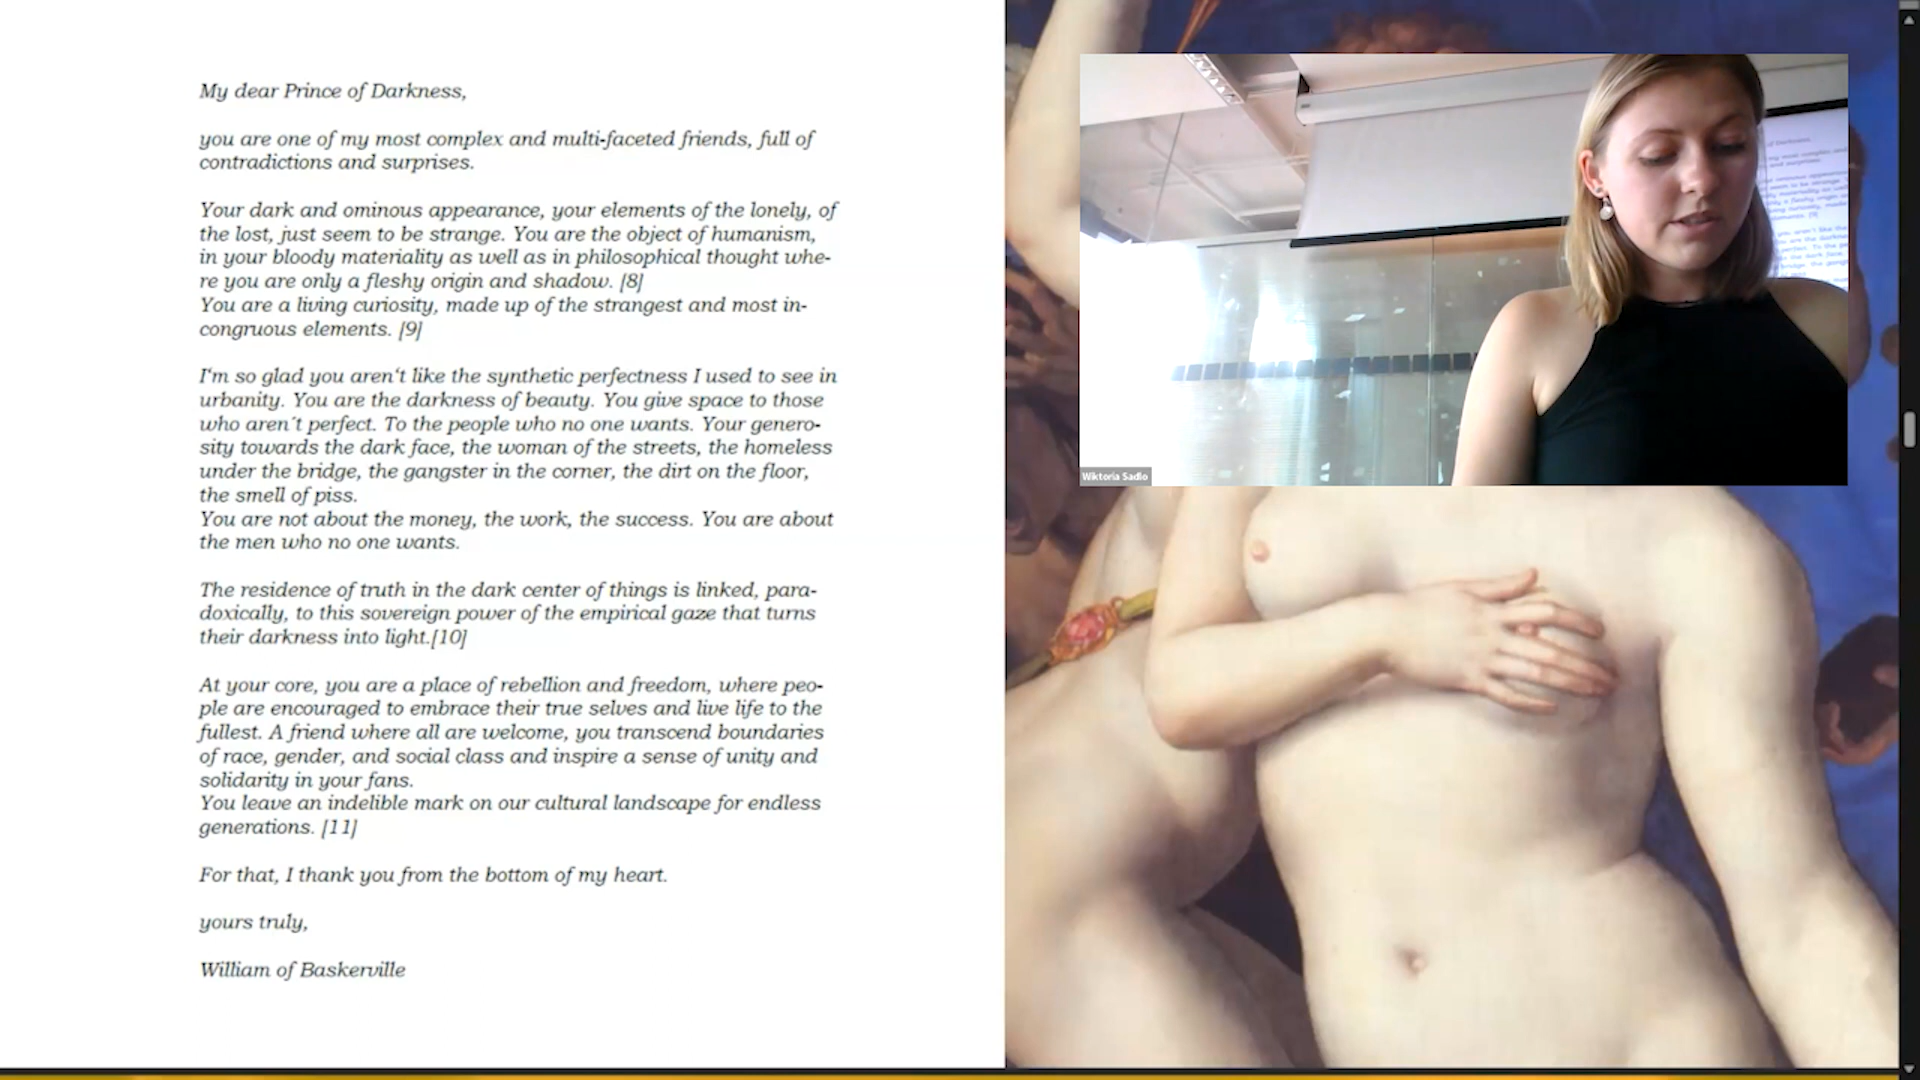 My dear Prince of Darkness,
you are one of my most complex and multi-faceted friends, full of
contradictions and surprises.
Your dark and ominous appearance, your elements of the lonely, of
the lost, just seem to be strange. You are the object of humanism,
in your bloody materiality as well as in philosophical thought whe-
re you are only a fleshy origin and shadow. [8]
You are a living curiosity, made up of the strangest and most in-
congruous elements. [9]
I'm so glad you aren't like the synthetic perfectness I used to see in
urbanity. You are the darkness of beauty. You give space to those
who aren´t perfect. To the people who no one wants. Your genero-
sity towards the dark face, the woman of the streets, the homeless
under the bridge, the gangster in the corner, the dirt on the floor,
the smell of piss.
You are not about the money, the work, the success. You are about
the men who no one wants.
The residence of truth in the dark center of things is linked, para-
doxically, to this sovereign power of the empirical gaze that turns
their darkness into light.[10]
At your core, you are a place of rebellion and freedom, where peo-
ple are encouraged to embrace their true selves and live life to the
fullest. A friend where all are welcome, you transcend boundaries
of race, gender, and social class and inspire a sense of unity and
solidarity in your fans.
You leave an indelible mark on our cultural landscape for endless
generations. [11]
For that, I thank you from the bottom of my heart.
yours truly,
William of Baskerville
Wiktoria Sadlo